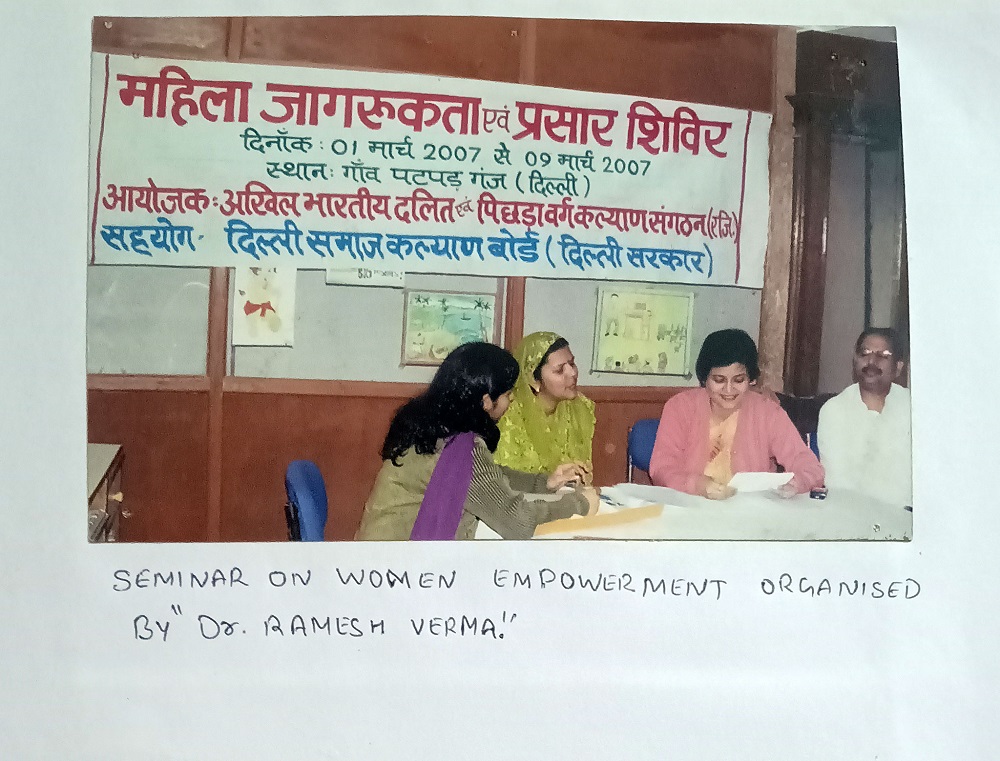 महिला जागरूकता एवं प्रसार शिविर
दिनाँक : 01 मार्च 2007 से 09 मार्च 2007
स्थान : गाँव पटपड़ गंज ( दिल्ली )
आयोजक : अखिल भारतीय दलित एवं पिछड़ा वर्ग कल्याण संगठन (रजि.)
सहयोग - दिल्ली समाज कल्याण बोर्ड ( दिल्ली सरकार )
SEMINAR ON WOMEN EMPOWERMENT ORGANISED
BY "Dr. RAMESH VERMA."